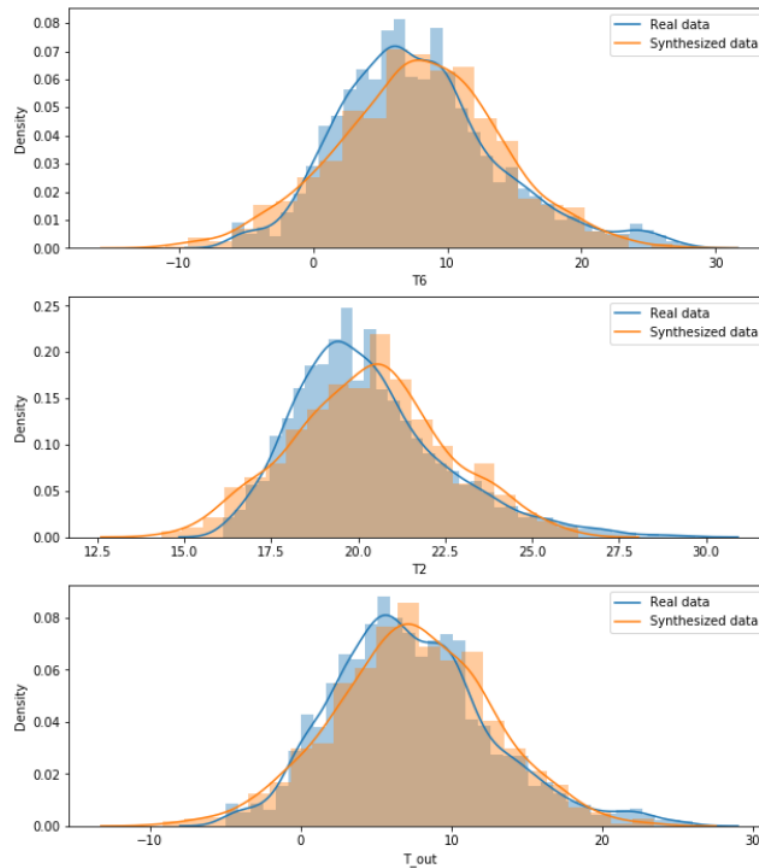 0.08
0.07
0.06
0.05
0.04
0.03
0.02
0.01
0.00
Density
Real data
Synthesized data
−10 0 10 20 30
T6
0.25
0.20
0.15
0.10
0.05
0.00
Density
Real data
Synthesized data
12.5 15.0 17.5 20.0 22.5 25.0 27.5 30.0
T2
0.08
0.06
0.04
0.02
0.00
Density
Real data
Synthesized data
−10 0 10 20 30
T_out